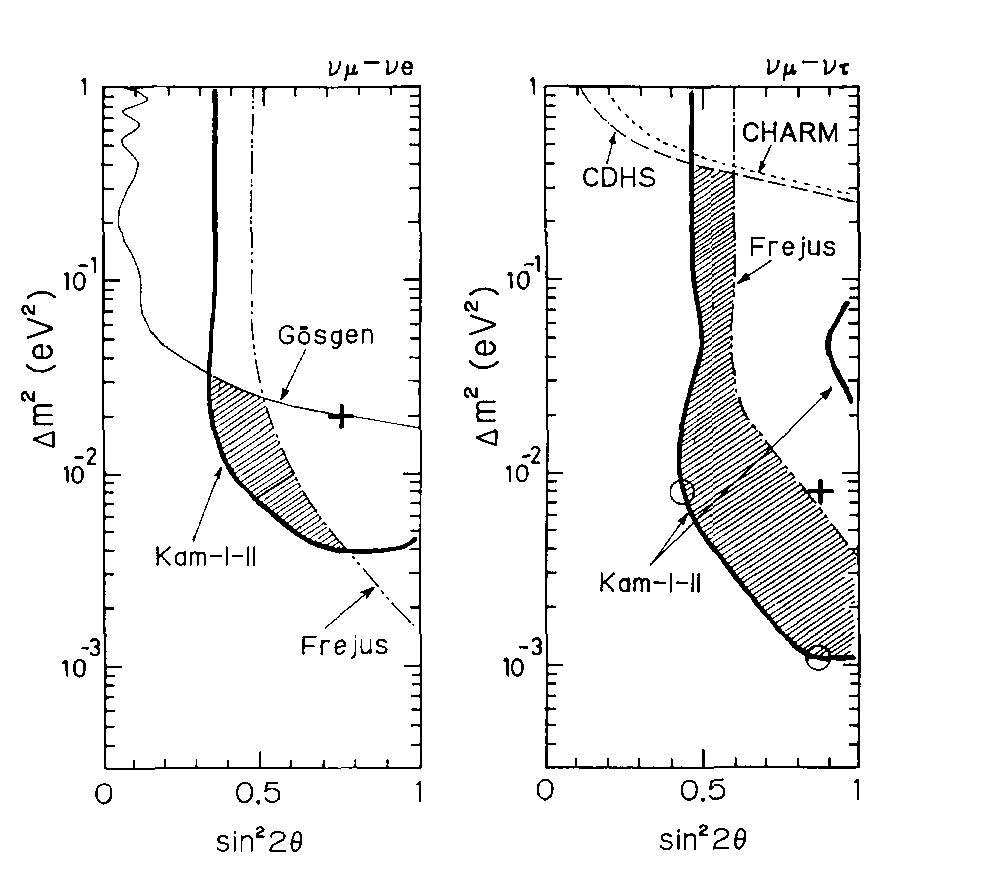 νμ−νe
1
10⁻¹
10⁻²
10⁻³
Δm² (eV²)
Gösgen
Kam-I-II
Frejus
0
0.5
1
sin²2θ
νμ−ντ
1
10⁻¹
10⁻²
10⁻³
Δm² (eV²)
CHARM
CDHS
Frejus
Kam-I-II
0
0.5
1
sin²2θ